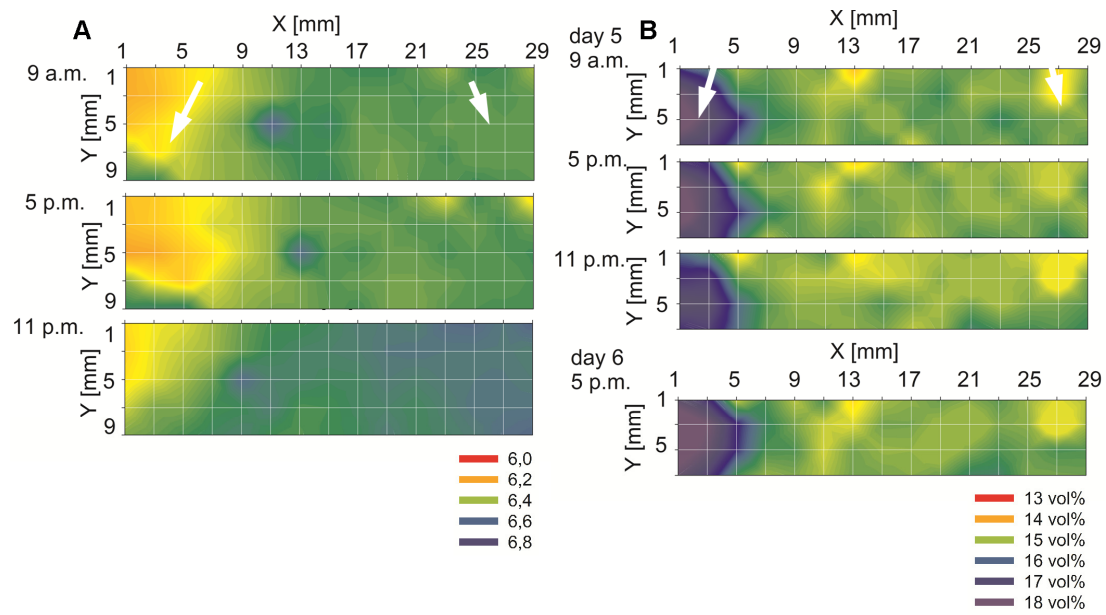 A
X [mm]
1 5 9 13 17 21 25 29
9 a.m.
1
5
9
Y [mm]
5 p.m.
1
5
9
Y [mm]
11 p.m.
1
5
9
Y [mm]
6,0
6,2
6,4
6,6
6,8
B
day 5
9 a.m.
X [mm]
1 5 9 13 17 21 25 29
1
5
Y [mm]
5 p.m.
1
5
Y [mm]
11 p.m.
1
5
Y [mm]
day 6
5 p.m.
X [mm]
1 5 9 13 17 21 25 29
1
5
Y [mm]
13 vol%
14 vol%
15 vol%
16 vol%
17 vol%
18 vol%